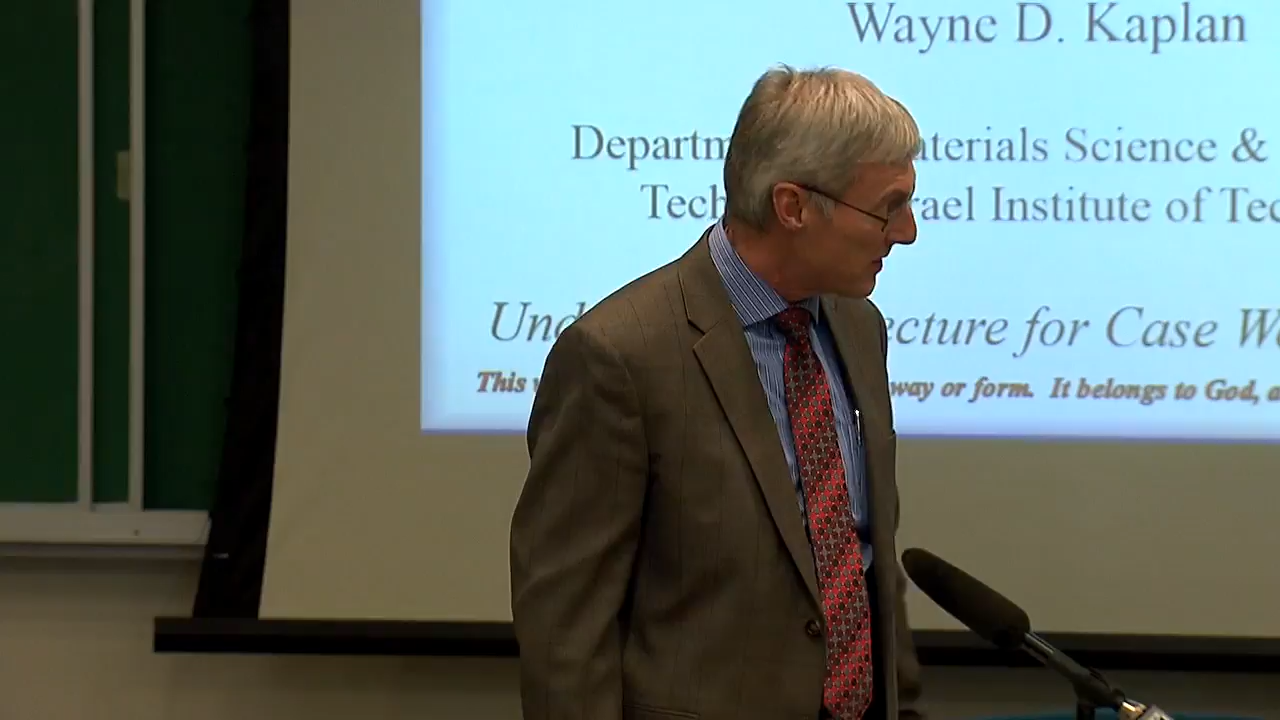 Wayne D. Kaplan
Departm terials Science &
Tech rael Institute of Tec
Und ecture for Case W
This way or form. It belongs to God, a